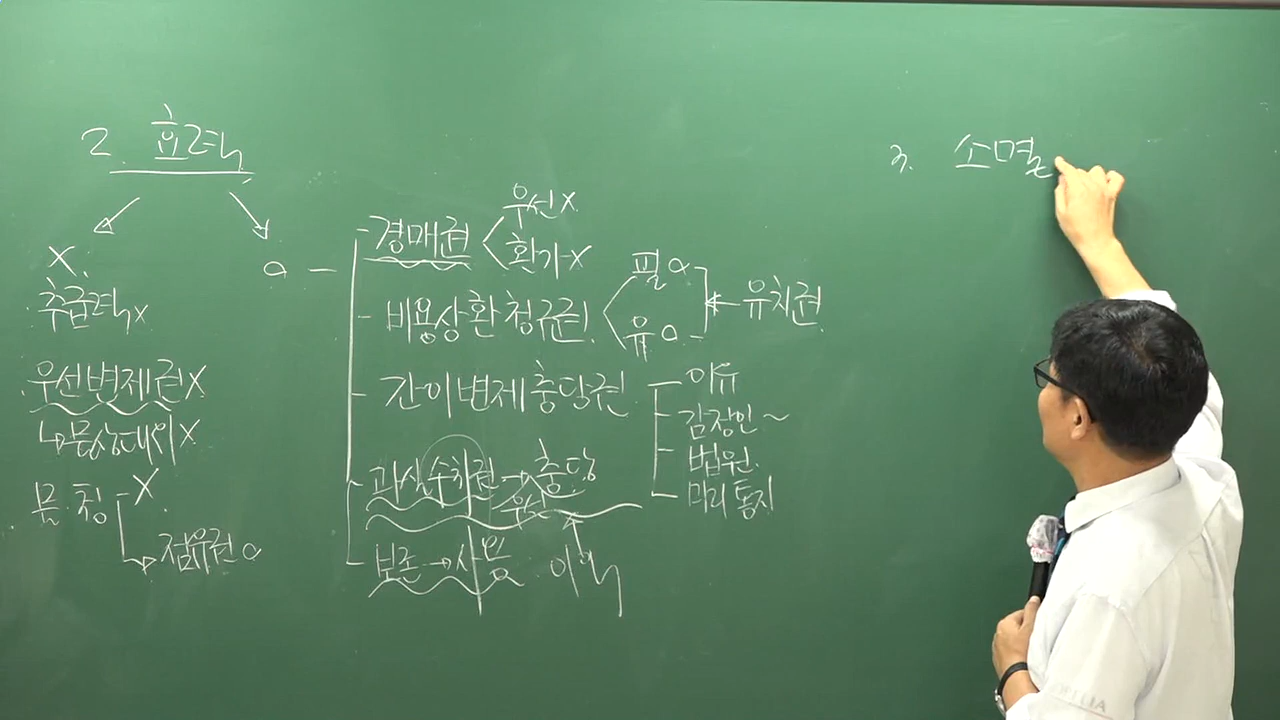 2. 효력
X.
추급력 X
우선변제권 X
↳ 물상대위 X
물.청 - X
점유권 O
O
- 경매권
우선 X
환가 X
- 비용상환청구권
필 O
유 O
← 유치권
- 간이변제충당권
이유
감정인 ~
법원
미리 통지
- 과실수취권 → 충당
우선
- 보존 → 사용
이
3. 소멸